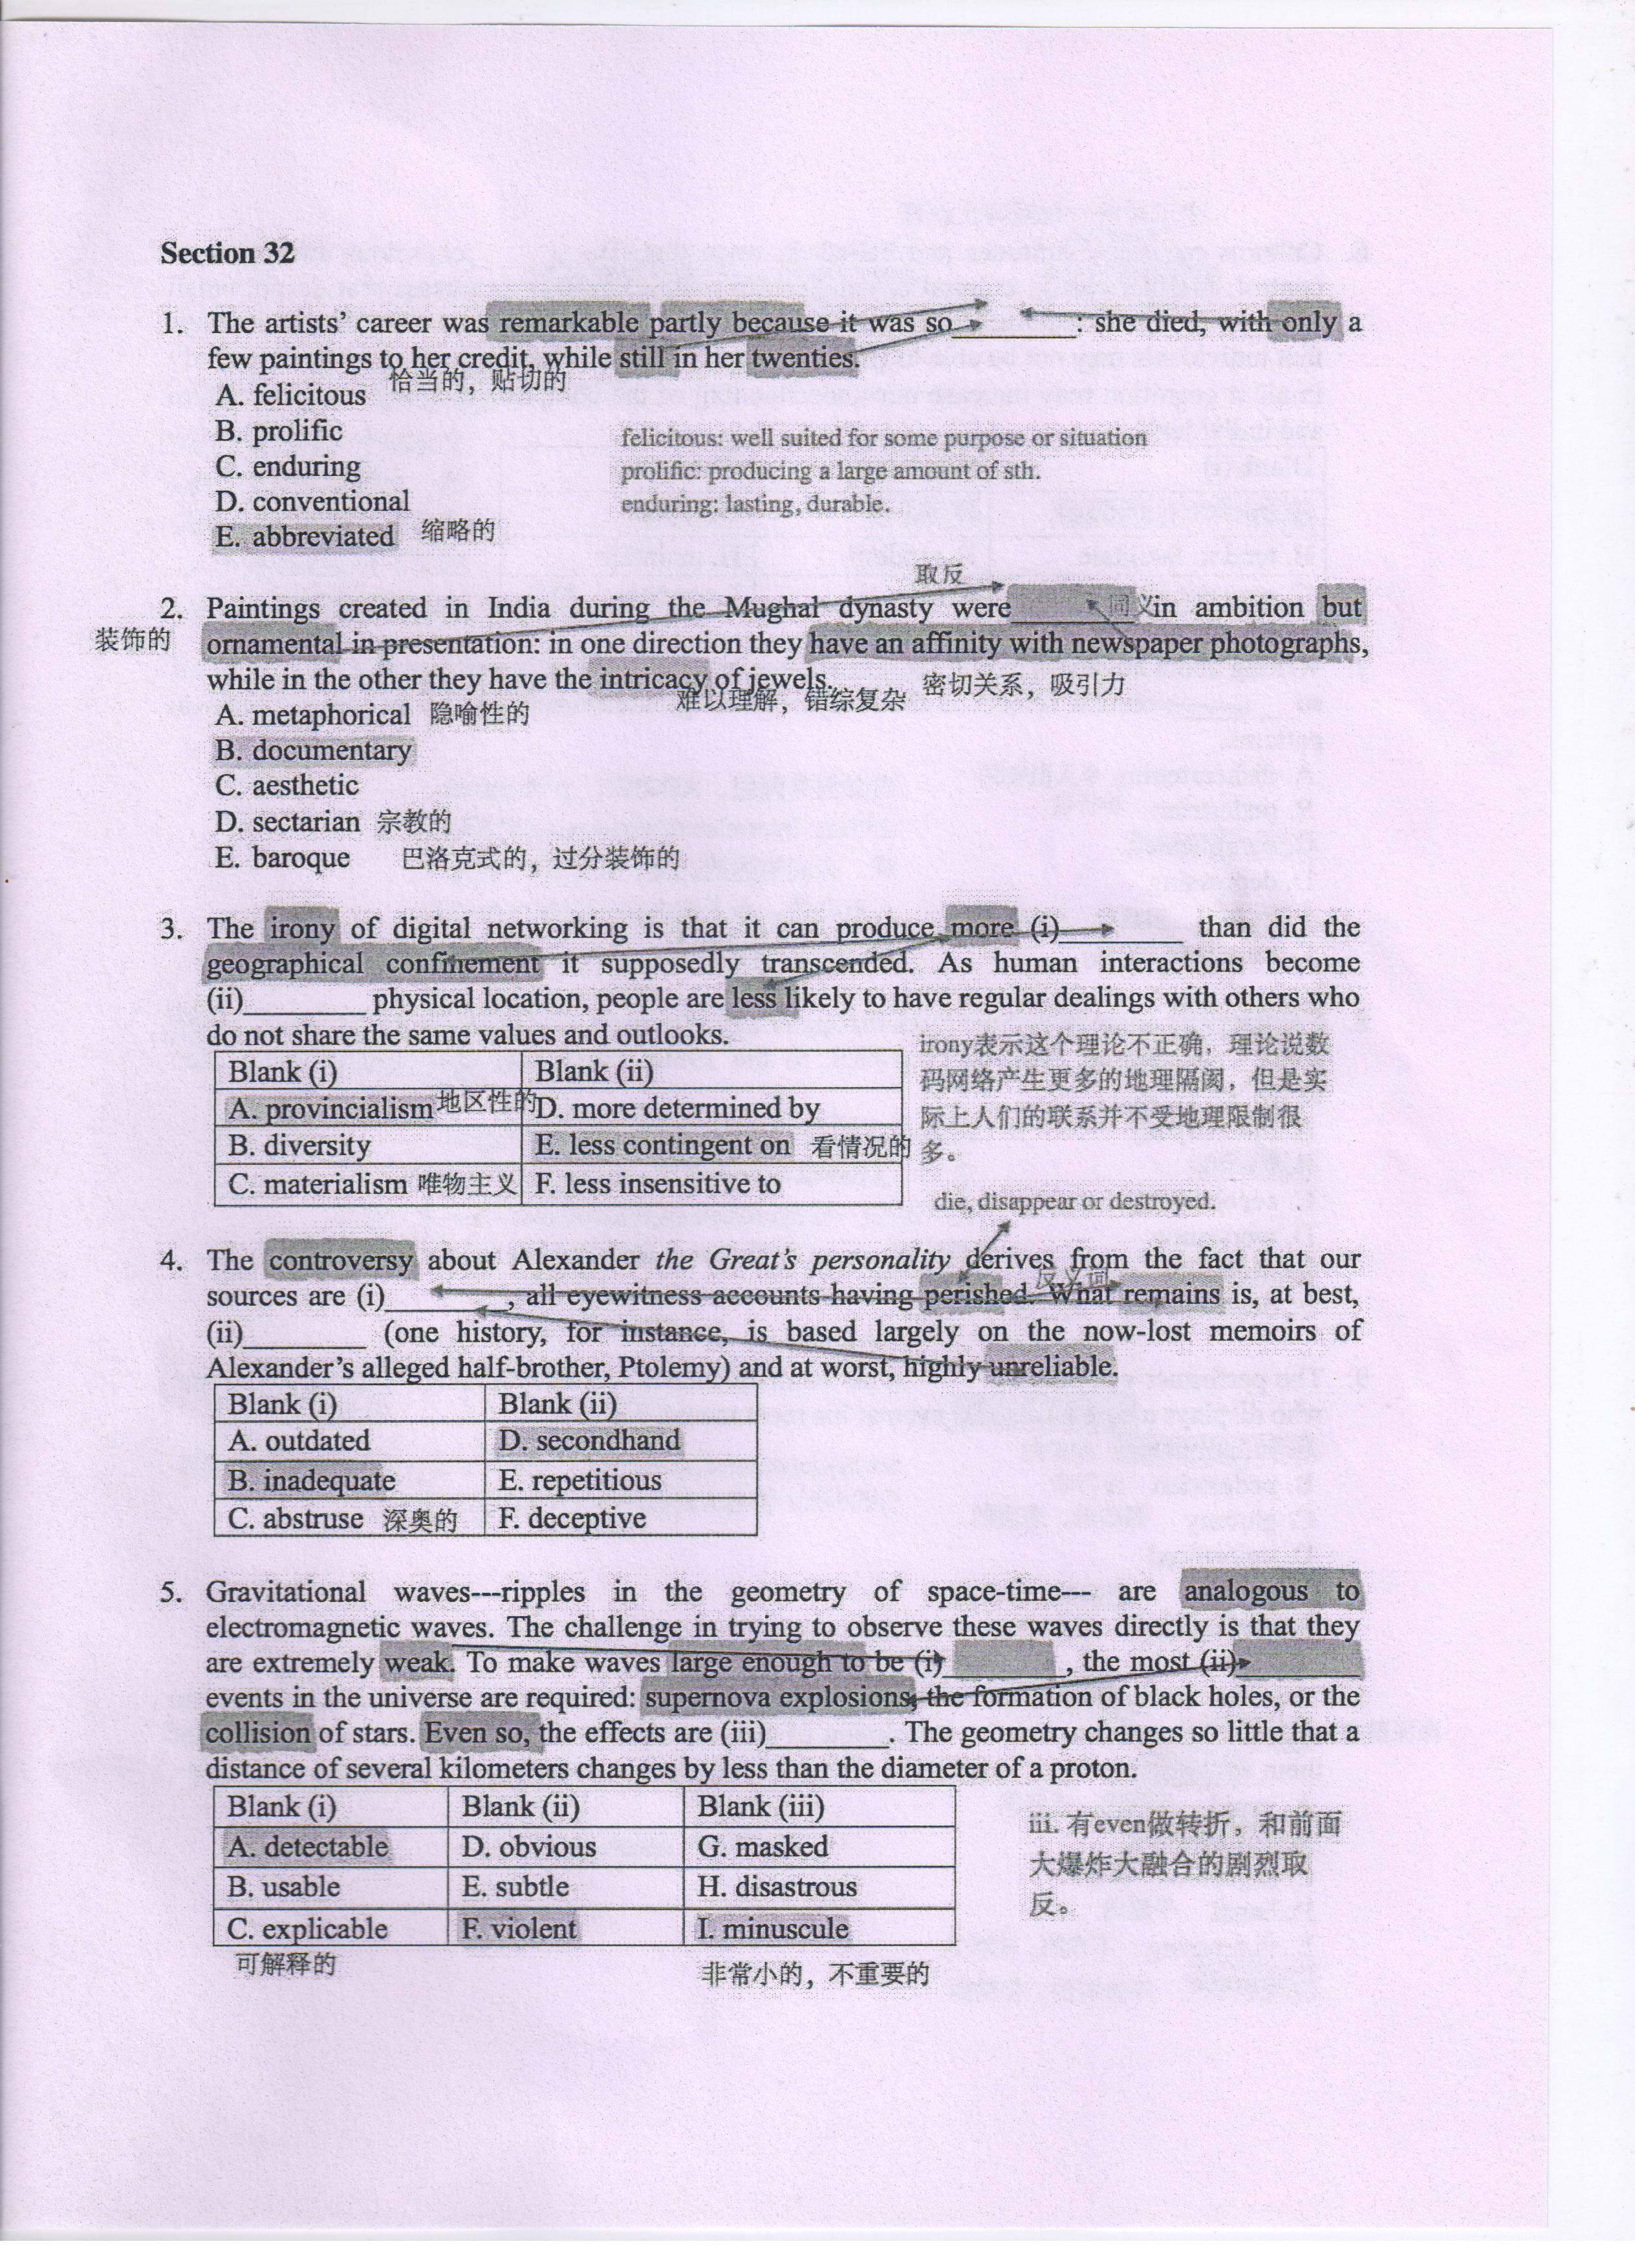 Section 32
1. The artists' career was remarkable partly because it was so________: she died, with only a
few paintings to her credit, while still in her twenties.
A. felicitous 恰当的，贴切的
B. prolific
felicitous: well suited for some purpose or situation
C. enduring
prolific: producing a large amount of sth.
D. conventional
enduring: lasting, durable.
E. abbreviated 缩略的
取反
2. Paintings created in India during the Mughal dynasty were________ 同义 in ambition but
装饰的 ornamental in presentation: in one direction they have an affinity with newspaper photographs,
while in the other they have the intricacy of jewels.
难以理解，错综复杂 密切关系，吸引力
A. metaphorical 隐喻性的
B. documentary
C. aesthetic
D. sectarian 宗教的
E. baroque 巴洛克式的，过分装饰的
3. The irony of digital networking is that it can produce more (i)________ than did the
geographical confinement it supposedly transcended. As human interactions become
(ii)________ physical location, people are less likely to have regular dealings with others who
do not share the same values and outlooks.
Blank (i) Blank (ii)
A. provincialism 地区性的 D. more determined by
B. diversity E. less contingent on 看情况的
C. materialism 唯物主义 F. less insensitive to
irony表示这个理论不正确，理论说数
码网络产生更多的地理隔阂，但是实
际上人们的联系并不受地理限制很
多。
die, disappear or destroyed.
4. The controversy about Alexander the Great's personality derives from the fact that our
反义词
sources are (i)________, all eyewitness accounts having perished. What remains is, at best,
(ii)________ (one history, for instance, is based largely on the now-lost memoirs of
Alexander's alleged half-brother, Ptolemy) and at worst, highly unreliable.
Blank (i) Blank (ii)
A. outdated D. secondhand
B. inadequate E. repetitious
C. abstruse 深奥的 F. deceptive
5. Gravitational waves---ripples in the geometry of space-time--- are analogous to
electromagnetic waves. The challenge in trying to observe these waves directly is that they
are extremely weak. To make waves large enough to be (i)________, the most (ii)________
events in the universe are required: supernova explosions, the formation of black holes, or the
collision of stars. Even so, the effects are (iii)________. The geometry changes so little that a
distance of several kilometers changes by less than the diameter of a proton.
Blank (i) Blank (ii) Blank (iii)
A. detectable D. obvious G. masked
B. usable E. subtle H. disastrous
C. explicable F. violent I. minuscule
可解释的 非常小的，不重要的
iii. 有even做转折，和前面
大爆炸大融合的剧烈取
反。